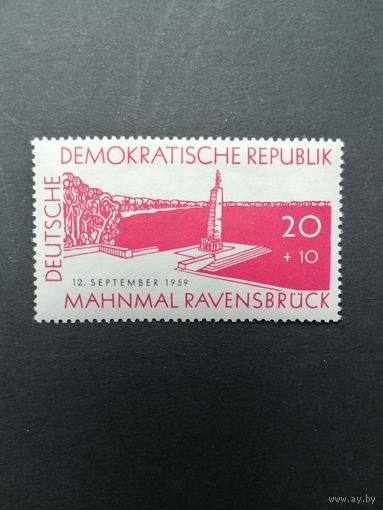 DEUTSCHE
DEMOKRATISCHE REPUBLIK
20
+ 10
12. SEPTEMBER 1959
MAHNMAL RAVENSBRÜCK
www.ay.by